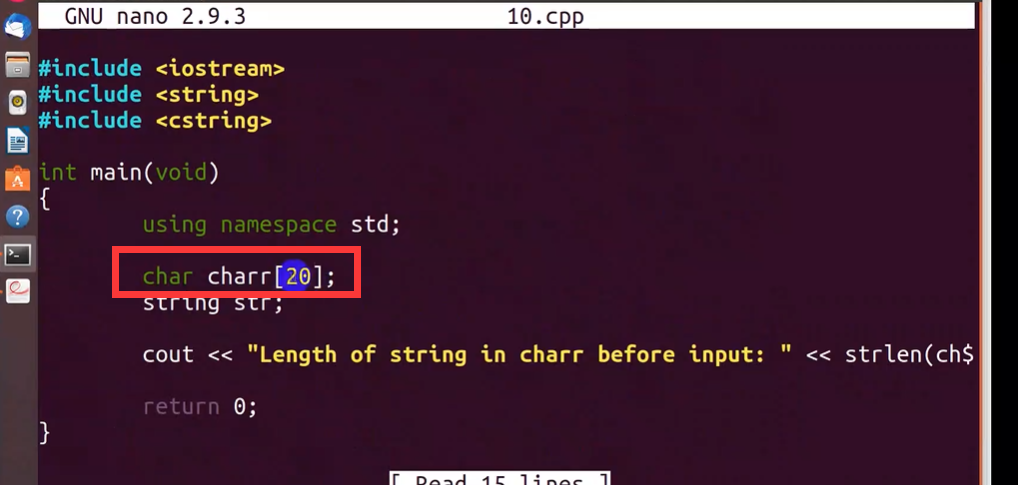 GNU nano 2.9.3 10.cpp
#include <iostream>
#include <string>
#include <cstring>
int main(void)
{
using namespace std;
char charr[20];
string str;
cout << "Length of string in charr before input: " << strlen(ch$
return 0;
}
[ Read 15 lines ]